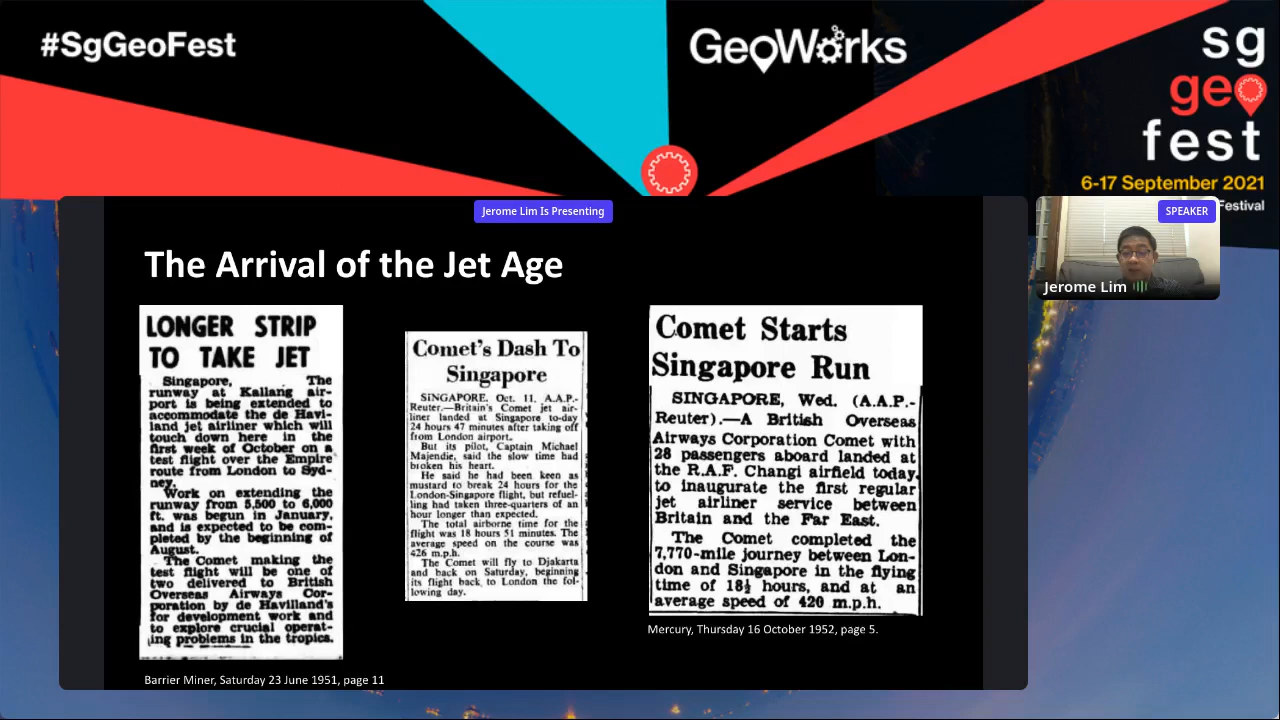 #SgGeoFest
GeoWorks
sg
geo
fest
6-17 September 2021
Festival
Jerome Lim Is Presenting
SPEAKER
Jerome Lim
The Arrival of the Jet Age
LONGER STRIP
TO TAKE JET
Singapore, The
runway at Kallang air-
port is being extended to
accommodate the de Havi-
land jet airliner which will
touch down here in the
first week of October on a
test flight over the Empire
route from London to Syd-
ney.
Work on extending the
runway from 5,500 to 6,000
ft. was begun in January,
and is expected to be com-
pleted by the beginning of
August.
The Comet making the
test flight will be one of
two delivered to British
Overseas Airways Cor-
poration by de Havilland's
for development work and
to explore crucial operat-
ing problems in the tropics.
Barrier Miner, Saturday 23 June 1951, page 11
Comet's Dash To
Singapore
SINGAPORE, Oct. 11, A.A.P.-
Reuter.—Britain's Comet jet air-
liner landed at Singapore to-day
24 hours 47 minutes after taking off
from London airport.
But its pilot, Captain Michael
Majendie, said the slow time had
broken his heart.
He said he had been keen as
mustard to break 24 hours for the
London-Singapore flight, but refuel-
ling had taken three-quarters of an
hour longer than expected.
The total airborne time for the
flight was 18 hours 51 minutes. The
average speed on the course was
426 m.p.h.
The Comet will fly to Djakarta
and back on Saturday, beginning
its flight back to London the fol-
lowing day.
Comet Starts
Singapore Run
SINGAPORE, Wed. (A.A.P.-
Reuter).—A British Overseas
Airways Corporation Comet with
28 passengers aboard landed at
the R.A.F. Changi airfield today,
to inaugurate the first regular
jet airliner service between
Britain and the Far East.
The Comet completed the
7,770-mile journey between Lon-
don and Singapore in the flying
time of 18½ hours, and at an
average speed of 420 m.p.h.
Mercury, Thursday 16 October 1952, page 5.